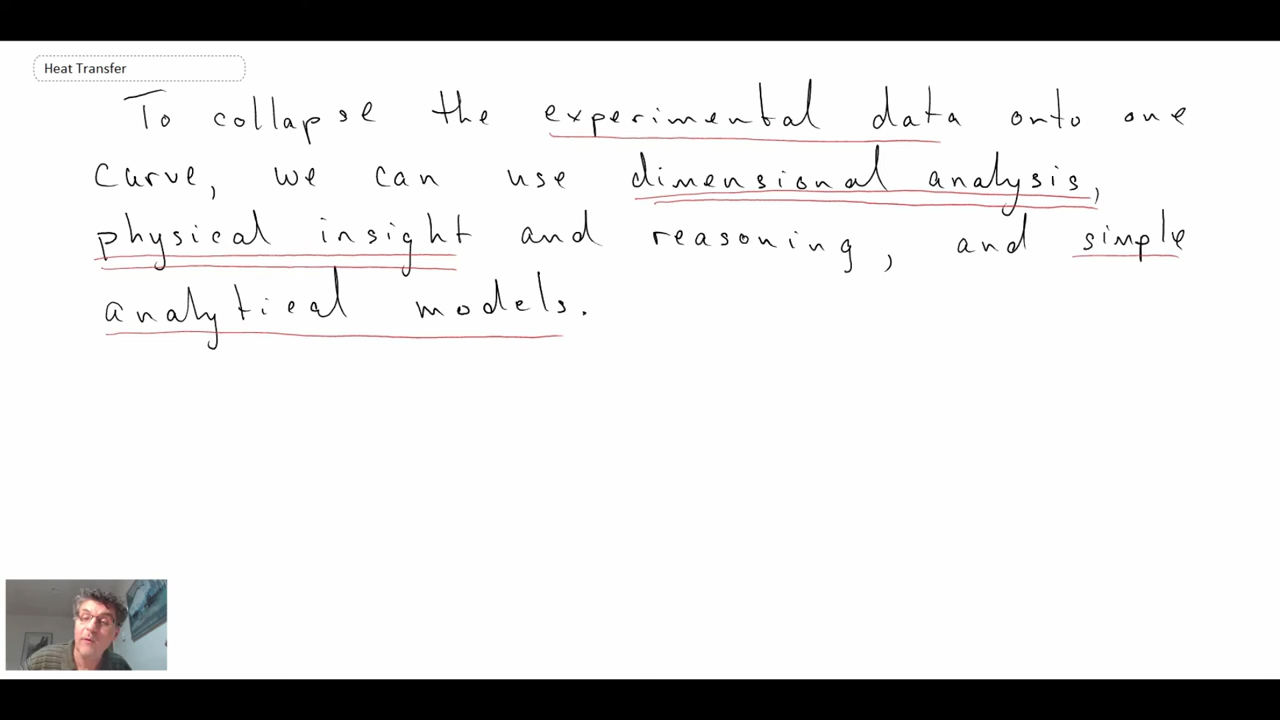 Heat Transfer
To collapse the experimental data onto one
curve, we can use dimensional analysis,
physical insight and reasoning, and simple
analytical models.